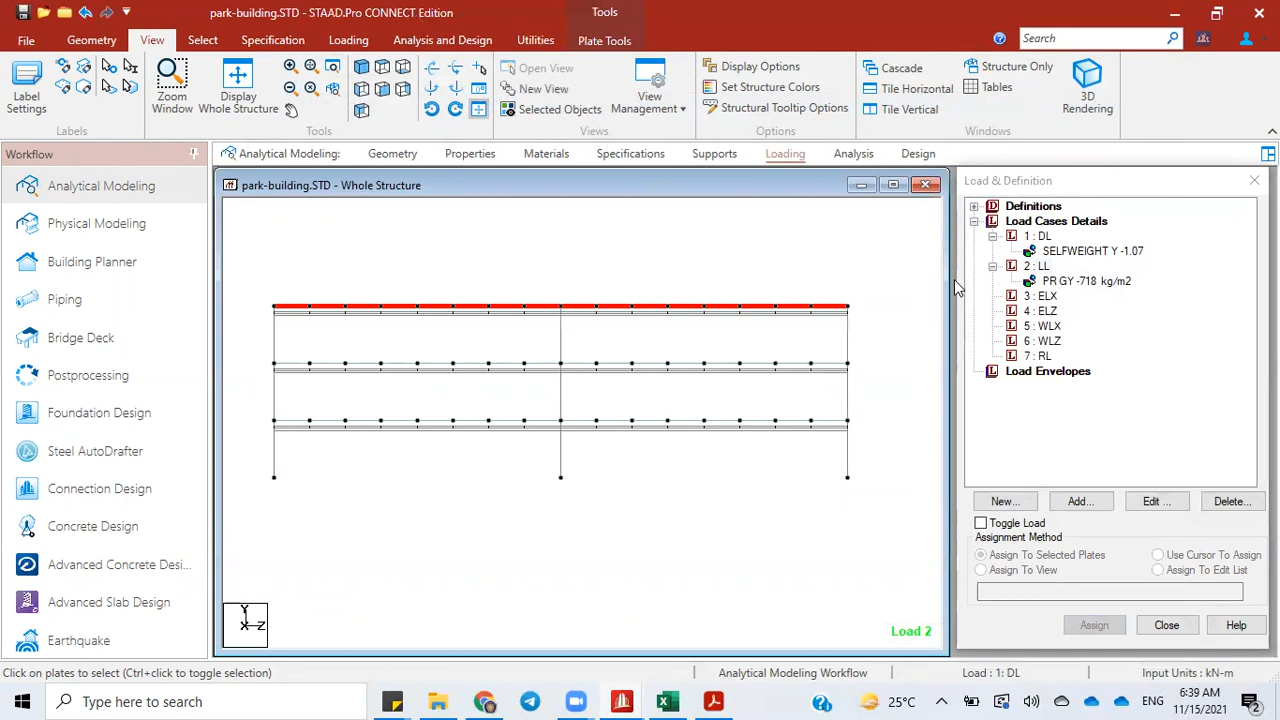 park-building.STD - STAAD.Pro CONNECT Edition
Tools
File Geometry View Select Specification Loading Analysis and Design Utilities Plate Tools
Search
Label Settings
Labels
Zoom Window
Display Whole Structure
Tools
Open View
New View
Selected Objects
View Management
Views
Display Options
Set Structure Colors
Structural Tooltip Options
Options
Cascade
Tile Horizontal
Tile Vertical
Structure Only
Tables
Windows
3D Rendering
Workflow
Analytical Modeling: Geometry Properties Materials Specifications Supports Loading Analysis Design
Analytical Modeling
Physical Modeling
Building Planner
Piping
Bridge Deck
Postprocessing
Foundation Design
Steel AutoDrafter
Connection Design
Concrete Design
Advanced Concrete Desi...
Advanced Slab Design
Earthquake
park-building.STD - Whole Structure
Y
X Z
Load 2
Load & Definition
D Definitions
L Load Cases Details
L 1 : DL
SELFWEIGHT Y -1.07
L 2 : LL
PR GY -718 kg/m2
L 3 : ELX
L 4 : ELZ
L 5 : WLX
L 6 : WLZ
L 7 : RL
L Load Envelopes
New... Add... Edit ... Delete...
Toggle Load
Assignment Method
Assign To Selected Plates Use Cursor To Assign
Assign To View Assign To Edit List
Assign Close Help
Click on plates to select (Ctrl+click to toggle selection)
Analytical Modeling Workflow
Load : 1: DL
Input Units : kN-m
Type here to search
25°C
6:39 AM
11/15/2021
2